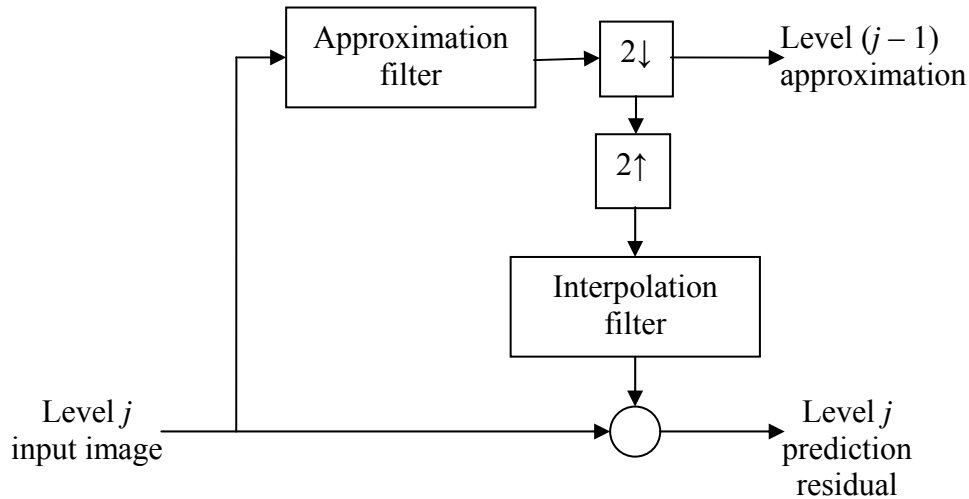 Approximation
filter
2↓
Level (j – 1)
approximation
2↑
Interpolation
filter
Level j
input image
Level j
prediction
residual